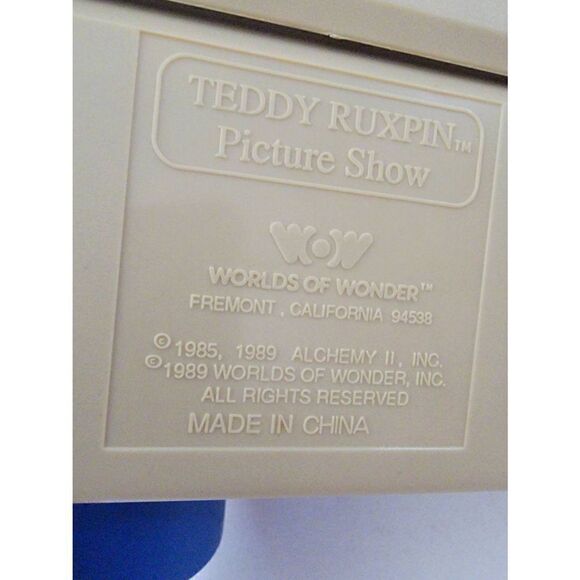 TEDDY RUXPIN™
Picture Show
WOW
WORLDS OF WONDER™
FREMONT, CALIFORNIA 94538
© 1985, 1989 ALCHEMY II, INC.
©1989 WORLDS OF WONDER, INC.
ALL RIGHTS RESERVED
MADE IN CHINA